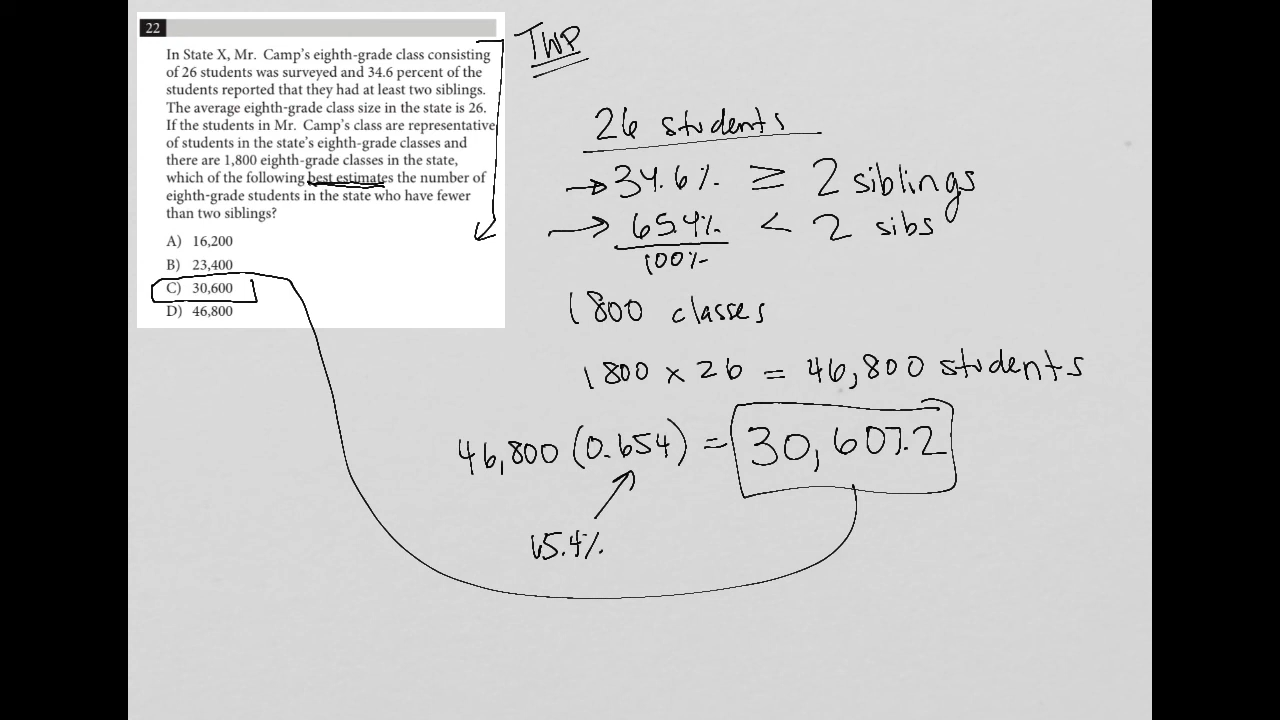 22
In State X, Mr. Camp's eighth-grade class consisting
of 26 students was surveyed and 34.6 percent of the
students reported that they had at least two siblings.
The average eighth-grade class size in the state is 26.
If the students in Mr. Camp's class are representative
of students in the state's eighth-grade classes and
there are 1,800 eighth-grade classes in the state,
which of the following best estimates the number of
eighth-grade students in the state who have fewer
than two siblings?
A) 16,200
B) 23,400
C) 30,600
D) 46,800
TWP
26 students
→ 34.6% ≥ 2 siblings
→ 65.4% < 2 sibs
100%
1800 classes
1800 x 26 = 46,800 students
46,800 (0.654) = 30,607.2
65.4%